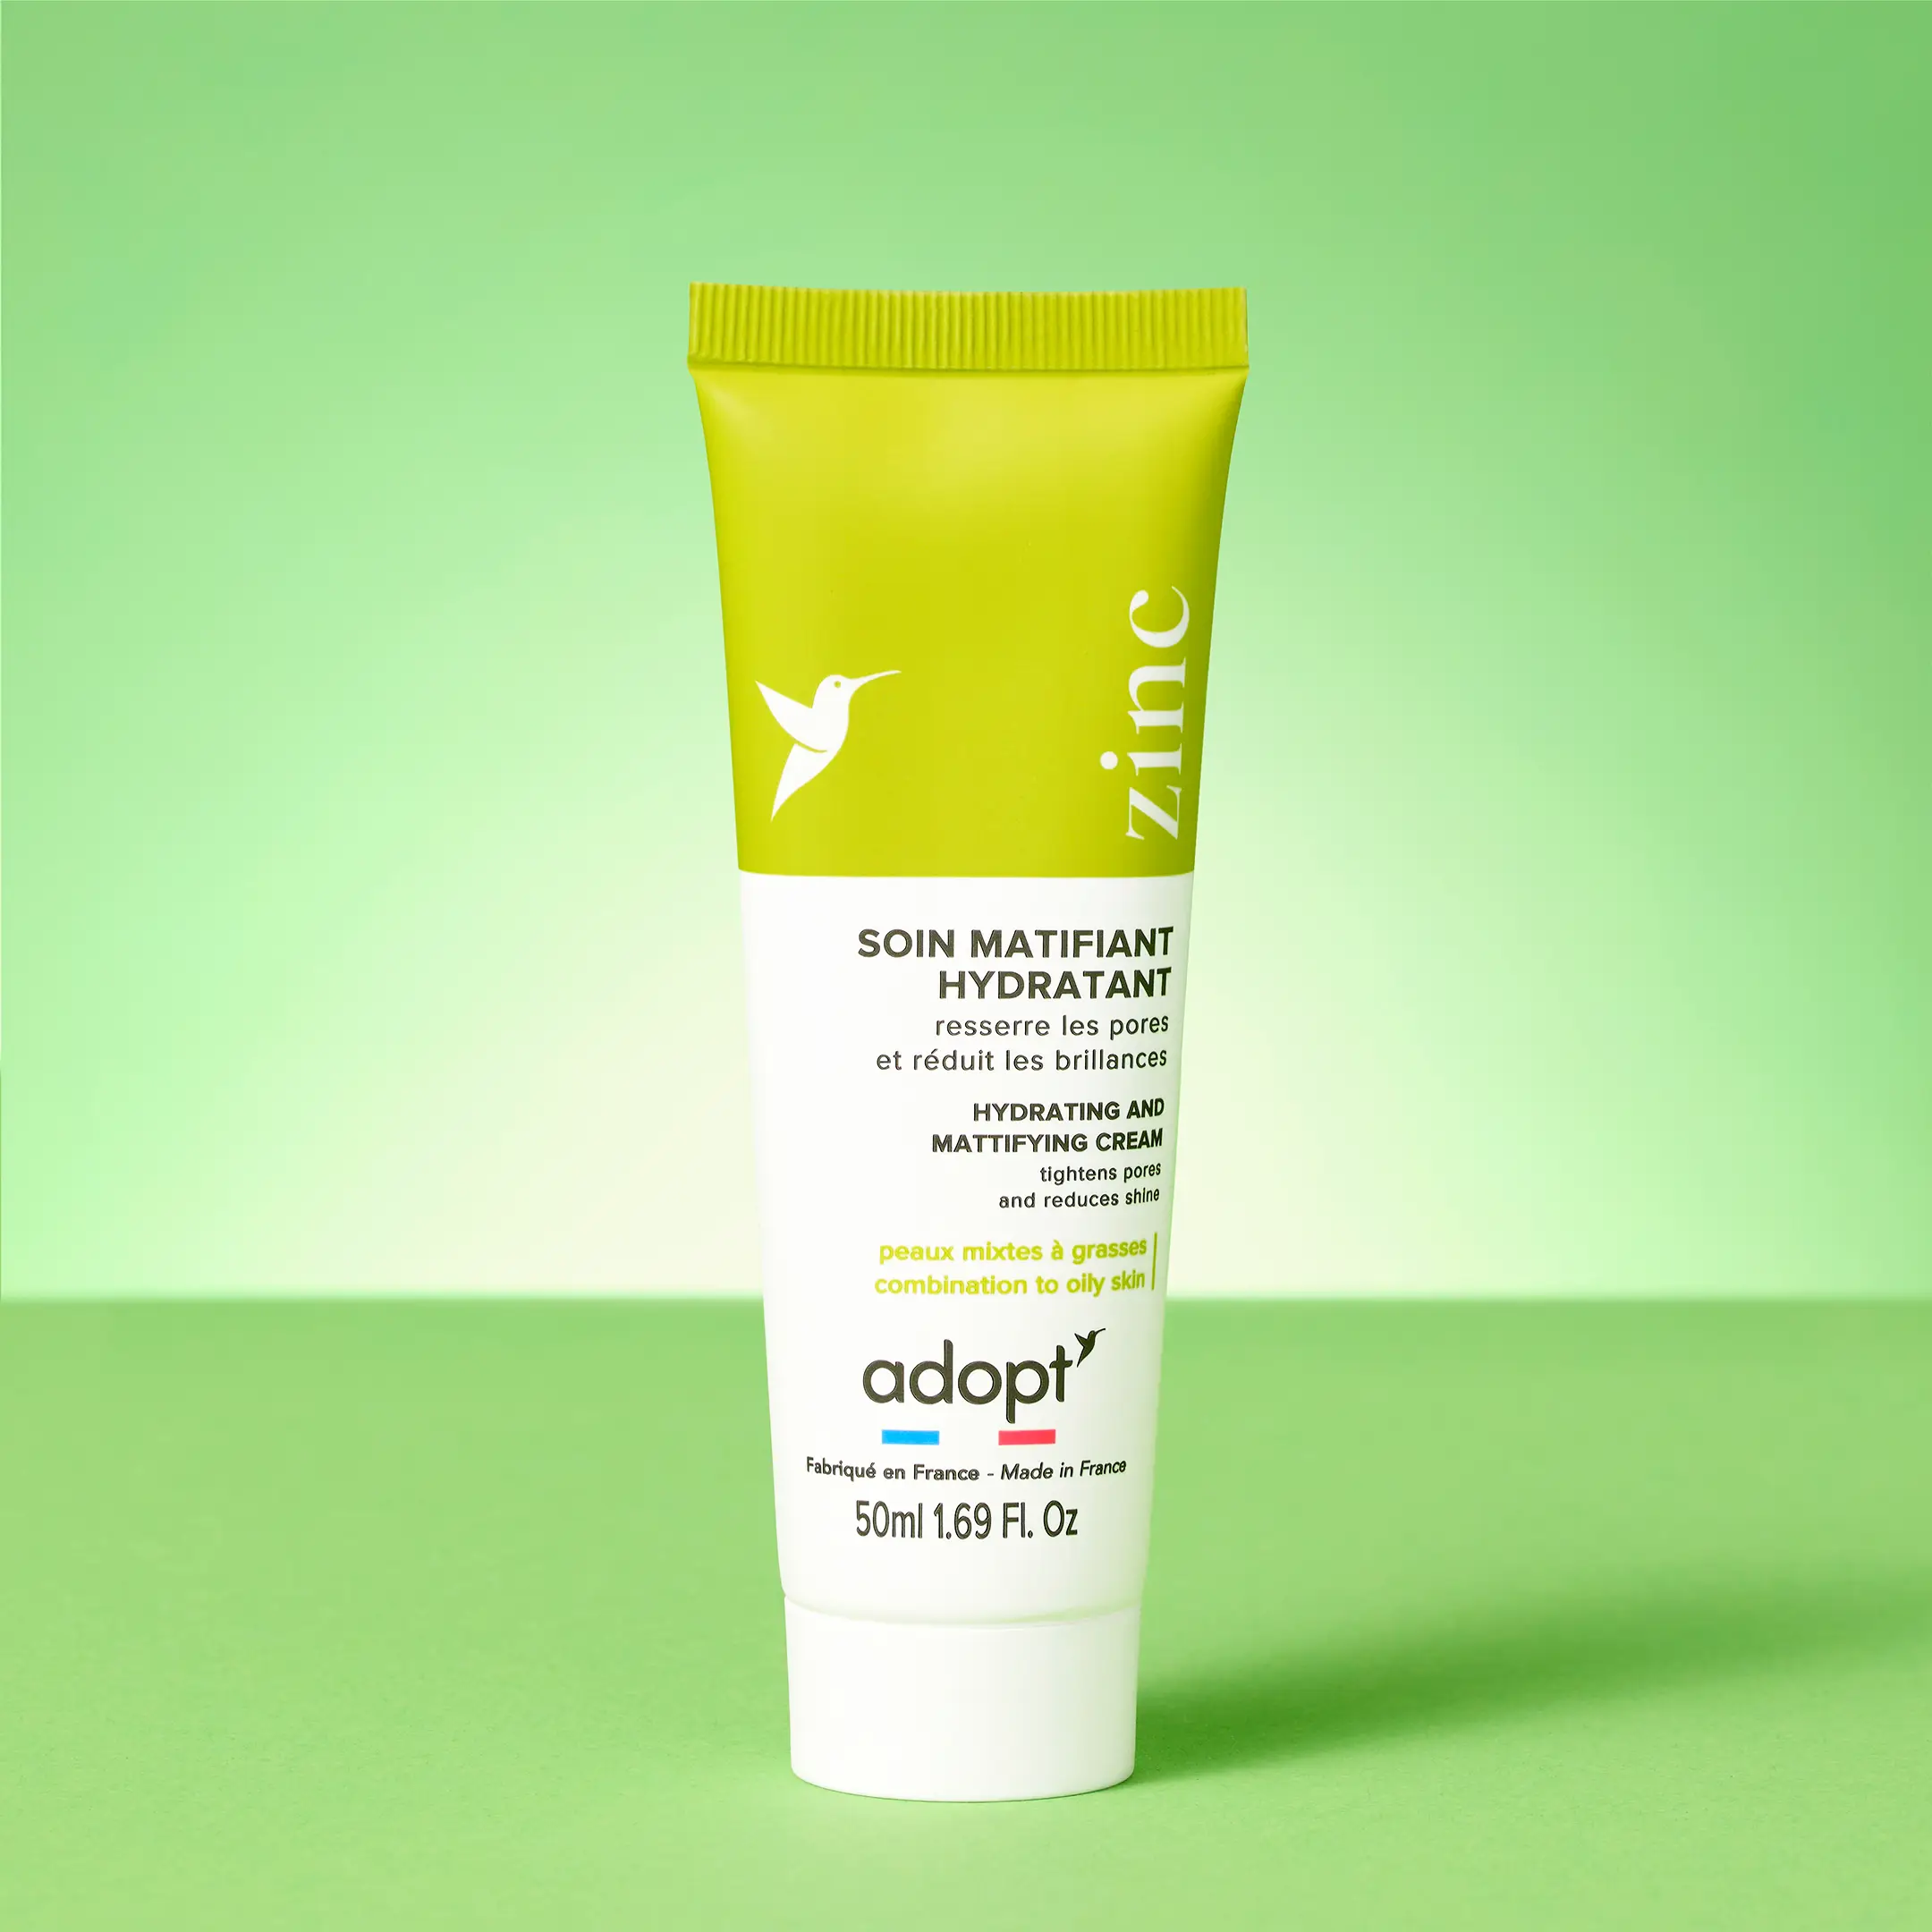 zinc
SOIN MATIFIANT
HYDRATANT
resserre les pores
et réduit les brillances
HYDRATING AND
MATTIFYING CREAM
tightens pores
and reduces shine
peaux mixtes à grasses
combination to oily skin
adopt
Fabriqué en France - Made in France
50ml 1.69 Fl. Oz